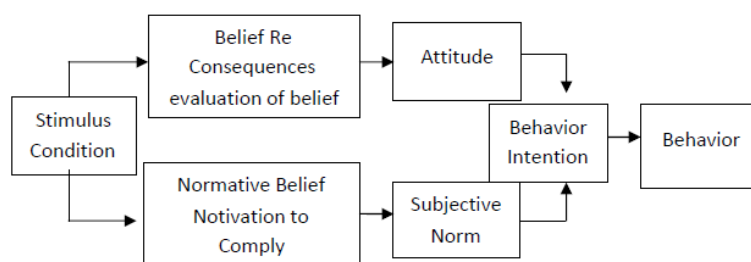 Belief Re
Consequences
evaluation of belief
Attitude
Stimulus
Condition
Behavior
Intention
Behavior
Normative Belief
Notivation to
Comply
Subjective
Norm